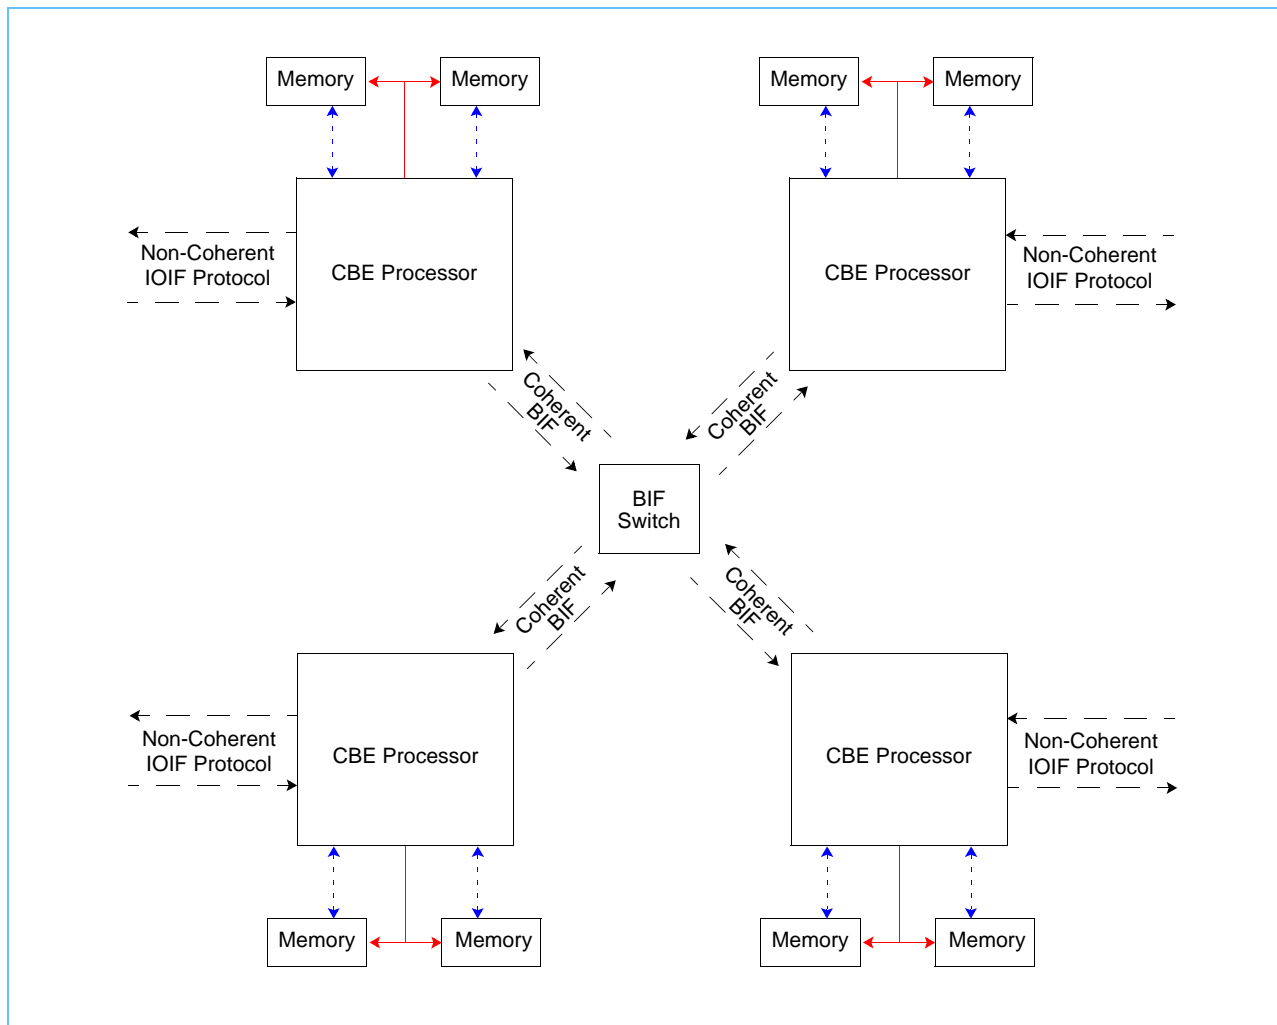 Memory
Memory
Memory
Memory
Non-Coherent
IOIF Protocol
CBE Processor
CBE Processor
Non-Coherent
IOIF Protocol
Coherent
BIF
Coherent
BIF
BIF
Switch
Coherent
BIF
Coherent
BIF
Non-Coherent
IOIF Protocol
CBE Processor
CBE Processor
Non-Coherent
IOIF Protocol
Memory
Memory
Memory
Memory